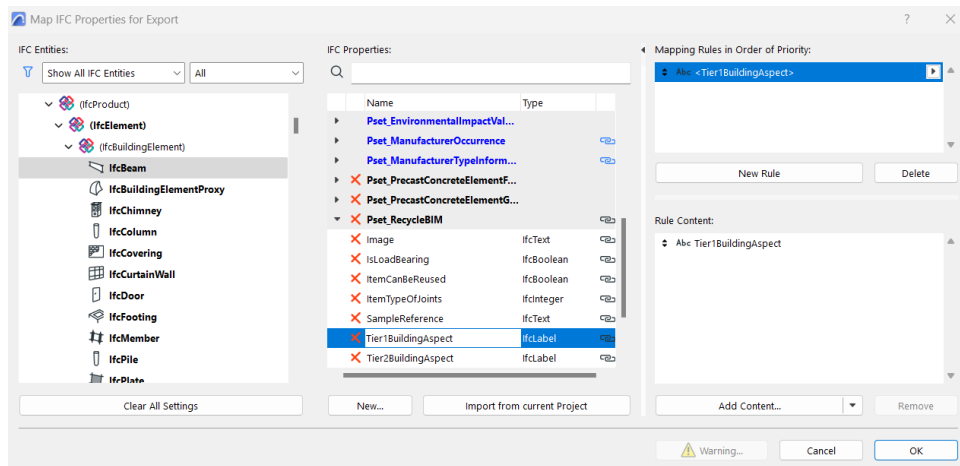 Map IFC Properties for Export
IFC Entities:
Show All IFC Entities
All
(IfcProduct)
(IfcElement)
(IfcBuildingElement)
IfcBeam
IfcBuildingElementProxy
IfcChimney
IfcColumn
IfcCovering
IfcCurtainWall
IfcDoor
IfcFooting
IfcMember
IfcPile
IfcPlate
Clear All Settings
IFC Properties:
Name Type
Pset_EnvironmentalImpactVal...
Pset_ManufacturerOccurrence
Pset_ManufacturerTypeInform...
Pset_PrecastConcreteElementF...
Pset_PrecastConcreteElementG...
Pset_RecycleBIM
Image IfcText
IsLoadBearing IfcBoolean
ItemCanBeReused IfcBoolean
ItemTypeOfJoints IfcInteger
SampleReference IfcText
Tier1BuildingAspect IfcLabel
Tier2BuildingAspect IfcLabel
New... Import from current Project
Mapping Rules in Order of Priority:
Abc <Tier1BuildingAspect>
New Rule Delete
Rule Content:
Abc Tier1BuildingAspect
Add Content... Remove
Warning... Cancel OK